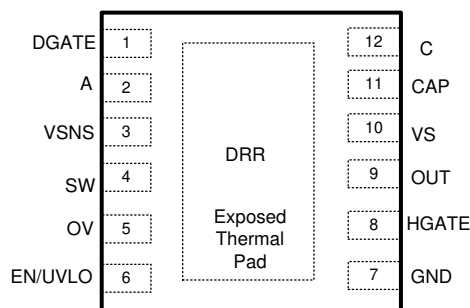 DGATE 1 12 C
A 2 11 CAP
VSNS 3 10 VS
DRR
SW 4 9 OUT
OV 5 8 HGATE
Exposed
Thermal
Pad
EN/UVLO 6 7 GND